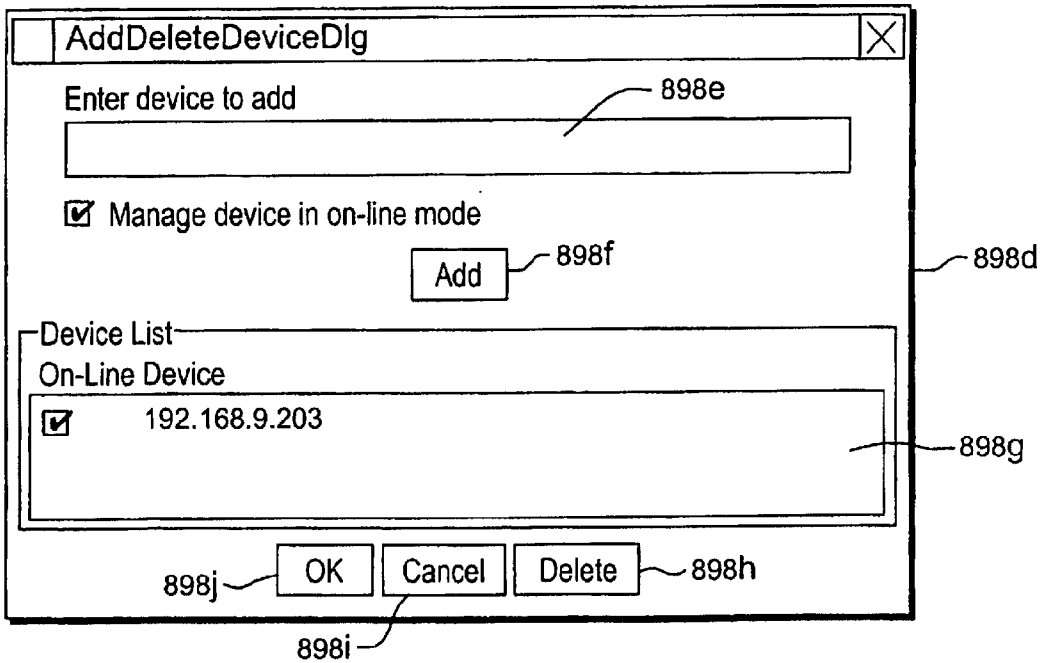 AddDeleteDeviceDlg
Enter device to add
898e
Manage device in on-line mode
Add
898f
898d
Device List
On-Line Device
192.168.9.203
898g
OK
Cancel
Delete
898h
898j
898i